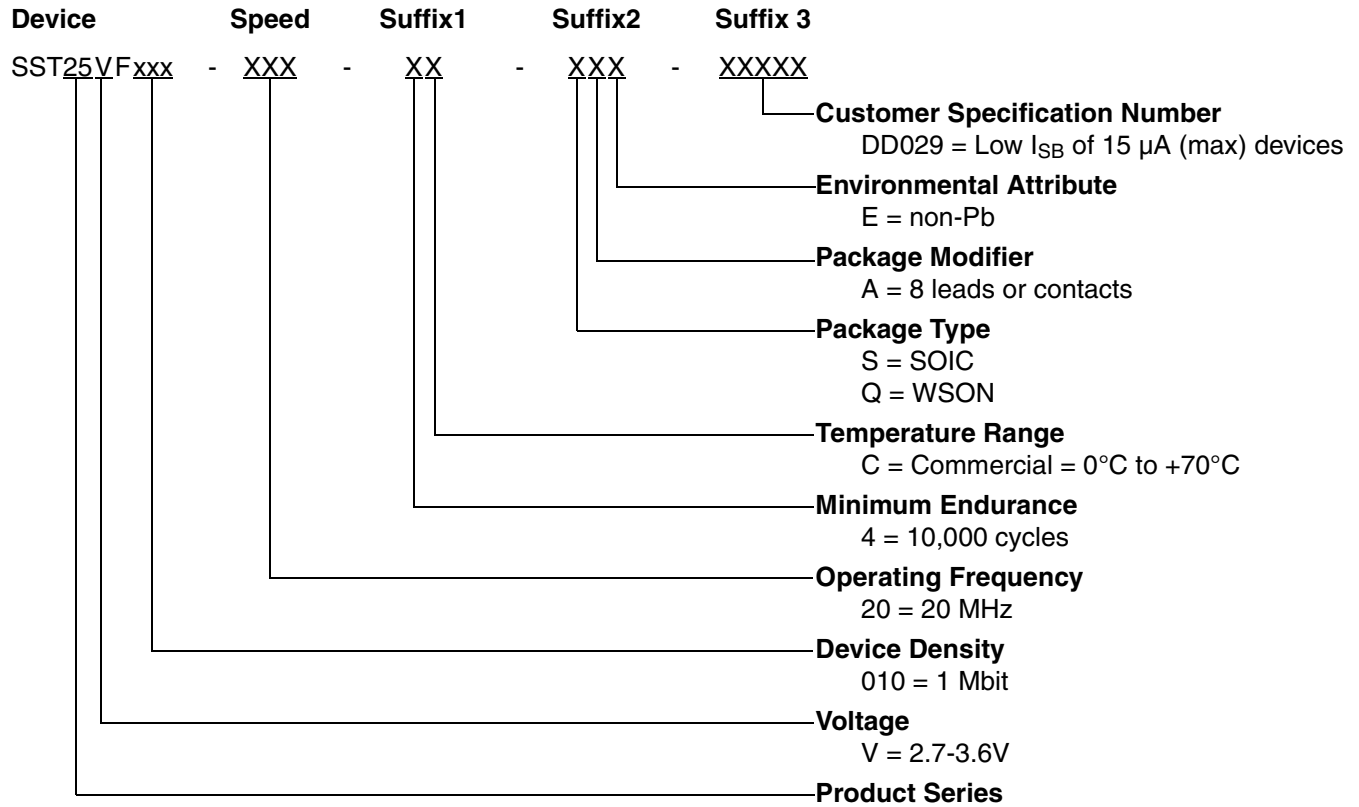 Device Speed Suffix1 Suffix2 Suffix 3
SST25VFxxx - XXX - XX - XXX - XXXXX
Customer Specification Number
DD029 = Low ISB of 15 µA (max) devices
Environmental Attribute
E = non-Pb
Package Modifier
A = 8 leads or contacts
Package Type
S = SOIC
Q = WSON
Temperature Range
C = Commercial = 0°C to +70°C
Minimum Endurance
4 = 10,000 cycles
Operating Frequency
20 = 20 MHz
Device Density
010 = 1 Mbit
Voltage
V = 2.7-3.6V
Product Series